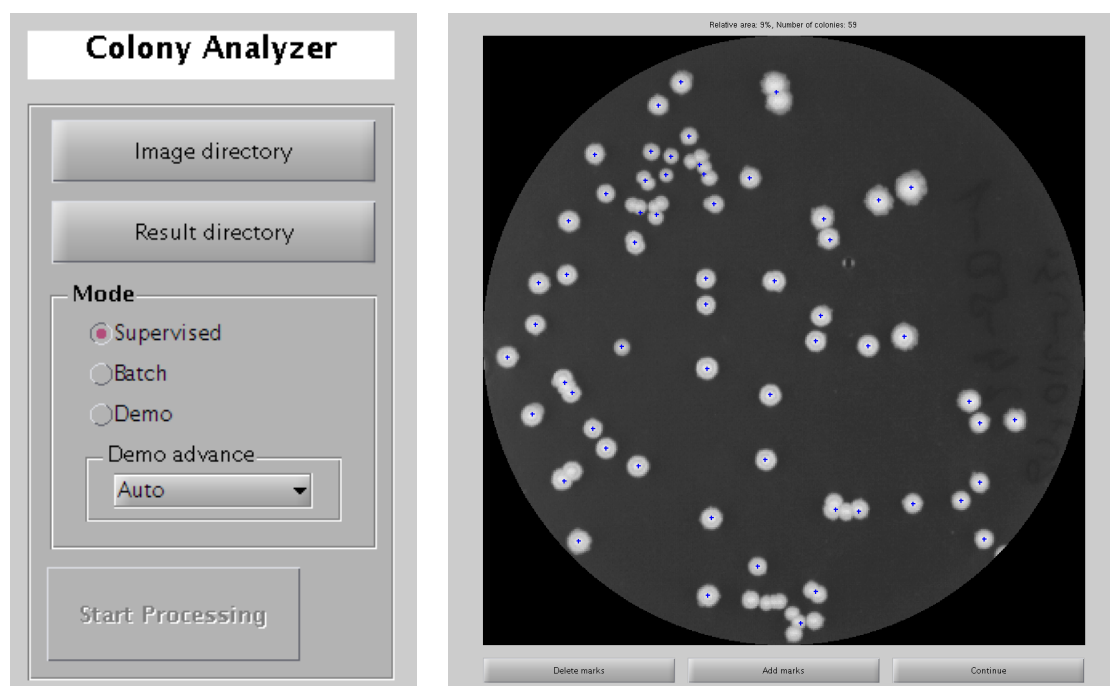 Colony Analyzer
Image directory
Result directory
Mode
Supervised
Batch
Demo
Demo advance
Auto
Start Processing
Relative area: 9%, Number of colonies: 59
Delete marks
Add marks
Continue